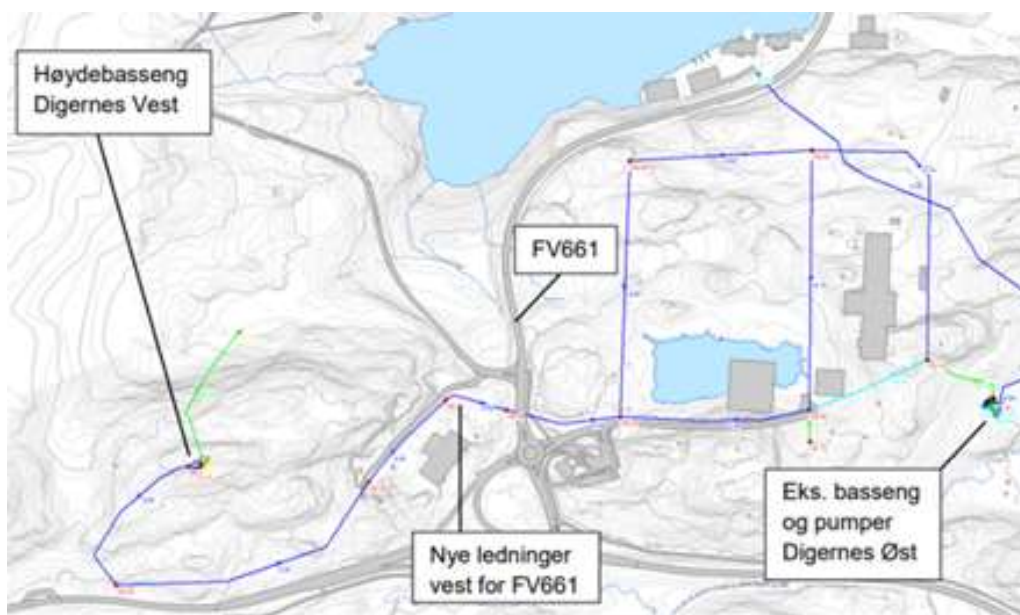 Høydebasseng
Digernes Vest
FV661
Nye ledninger
vest for FV661
Eks. basseng
og pumper
Digernes Øst